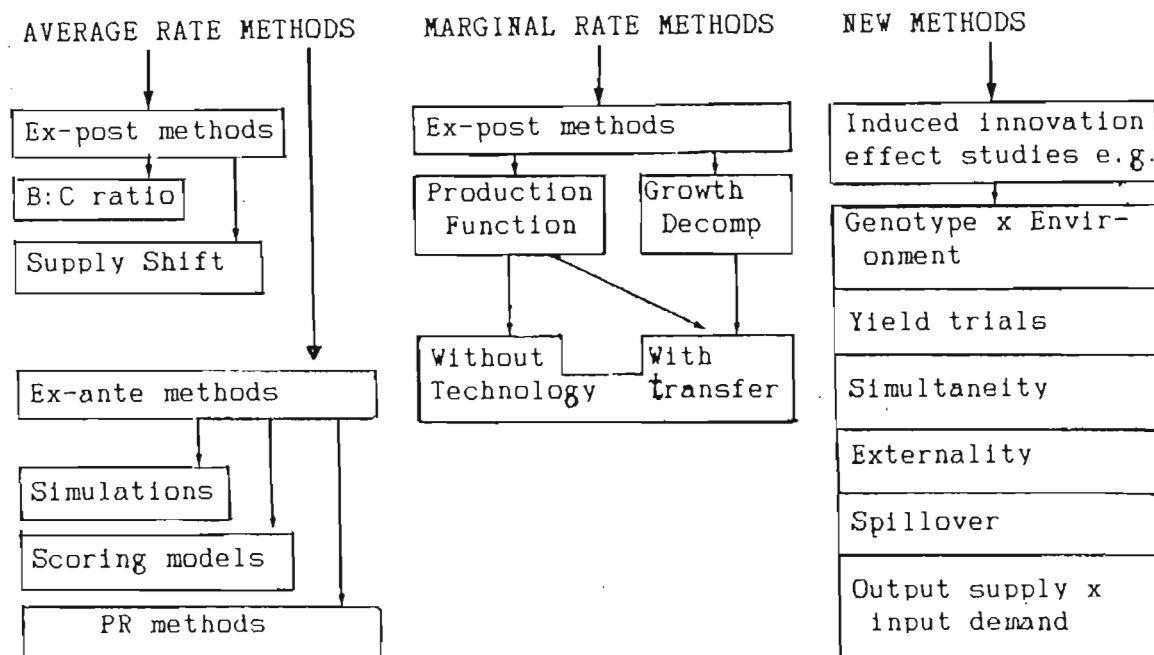 AVERAGE RATE METHODS
Ex-post methods
B:C ratio
Supply Shift
Ex-ante methods
Simulations
Scoring models
PR methods
MARGINAL RATE METHODS
Ex-post methods
Production
Function
Growth
Decomp
Without
Technology
With
transfer
NEW METHODS
Induced innovation
effect studies e.g.
Genotype x Envir-
onment
Yield trials
Simultaneity
Externality
Spillover
Output supply x
input demand